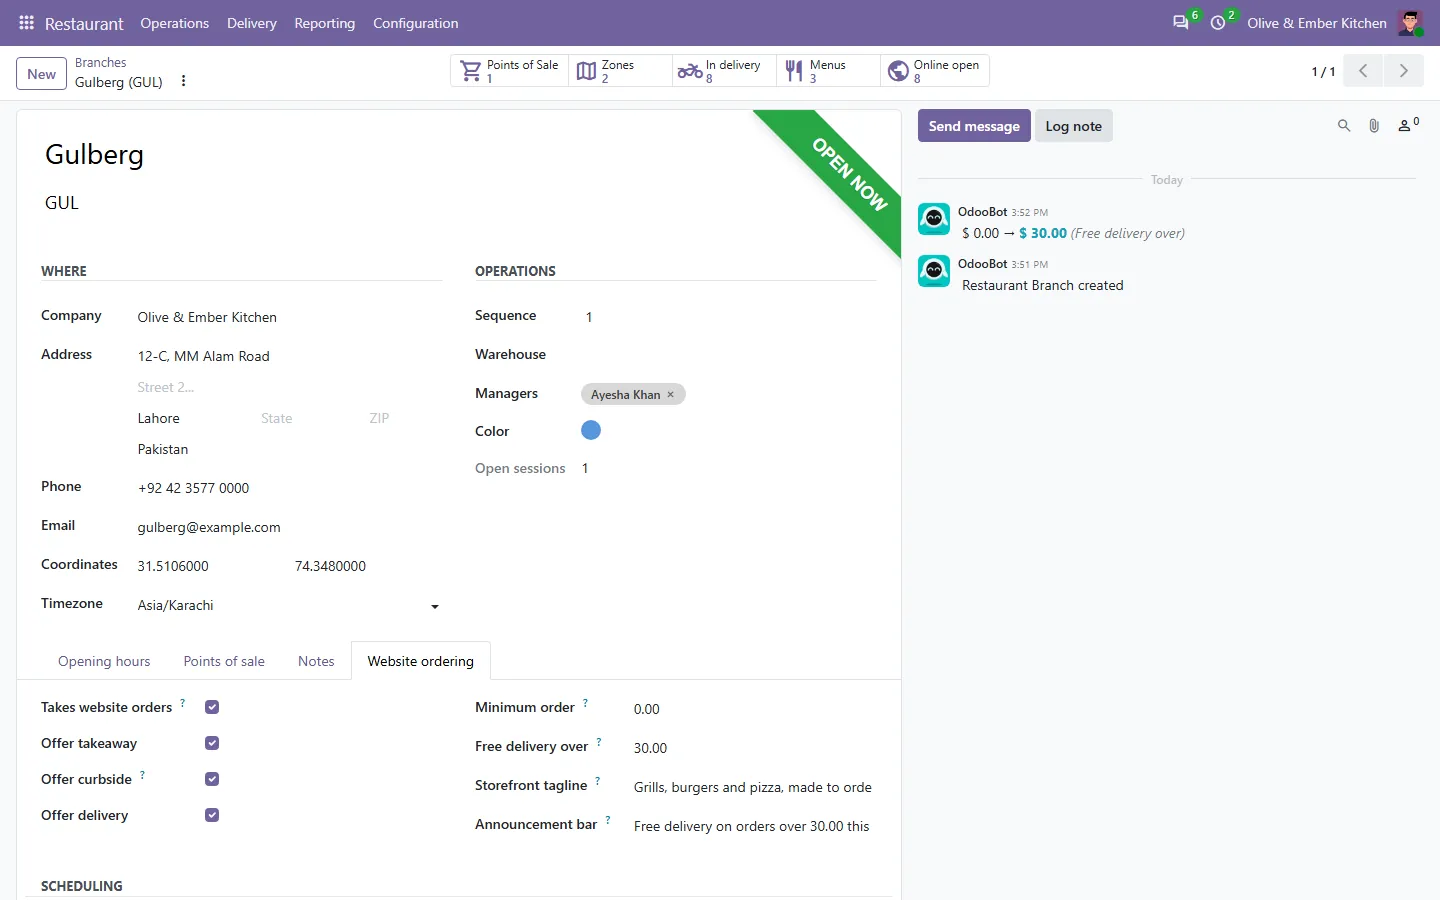 Restaurant Operations Delivery Reporting Configuration 6 2 Olive & Ember Kitchen
New
Branches
Gulberg (GUL)
Points of Sale
1
Zones
2
In delivery
8
Menus
3
Online open
8
1 / 1
Gulberg
GUL
OPEN NOW
WHERE
Company Olive & Ember Kitchen
Address 12-C, MM Alam Road
Street 2...
Lahore State ZIP
Pakistan
Phone +92 42 3577 0000
Email gulberg@example.com
Coordinates 31.5106000 74.3480000
Timezone Asia/Karachi
OPERATIONS
Sequence 1
Warehouse
Managers Ayesha Khan ×
Color
Open sessions 1
Opening hours Points of sale Notes Website ordering
Takes website orders ?
Offer takeaway
Offer curbside ?
Offer delivery
Minimum order ? 0.00
Free delivery over ? 30.00
Storefront tagline ? Grills, burgers and pizza, made to orde
Announcement bar ? Free delivery on orders over 30.00 this
SCHEDULING
Send message Log note 0
Today
OdooBot 3:52 PM
$ 0.00 → $ 30.00 (Free delivery over)
OdooBot 3:51 PM
Restaurant Branch created